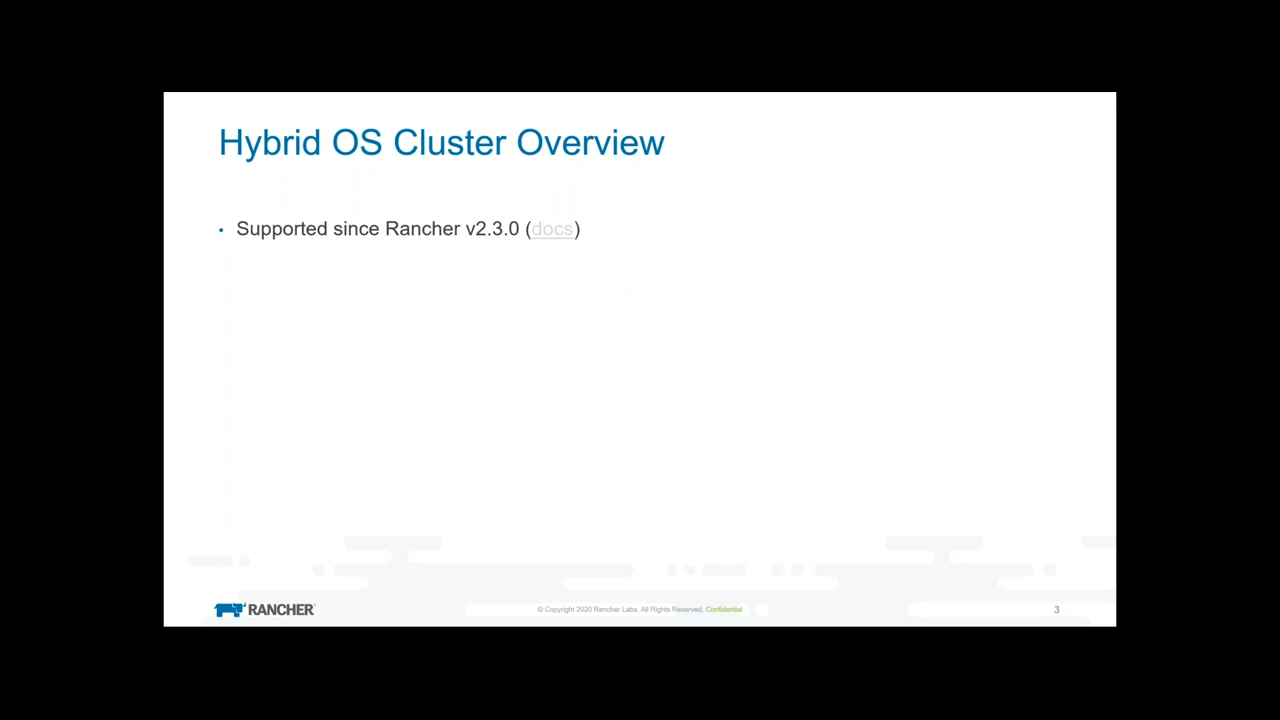 Hybrid OS Cluster Overview
• Supported since Rancher v2.3.0 (docs)
RANCHER
© Copyright 2020 Rancher Labs. All Rights Reserved. Confidential
3